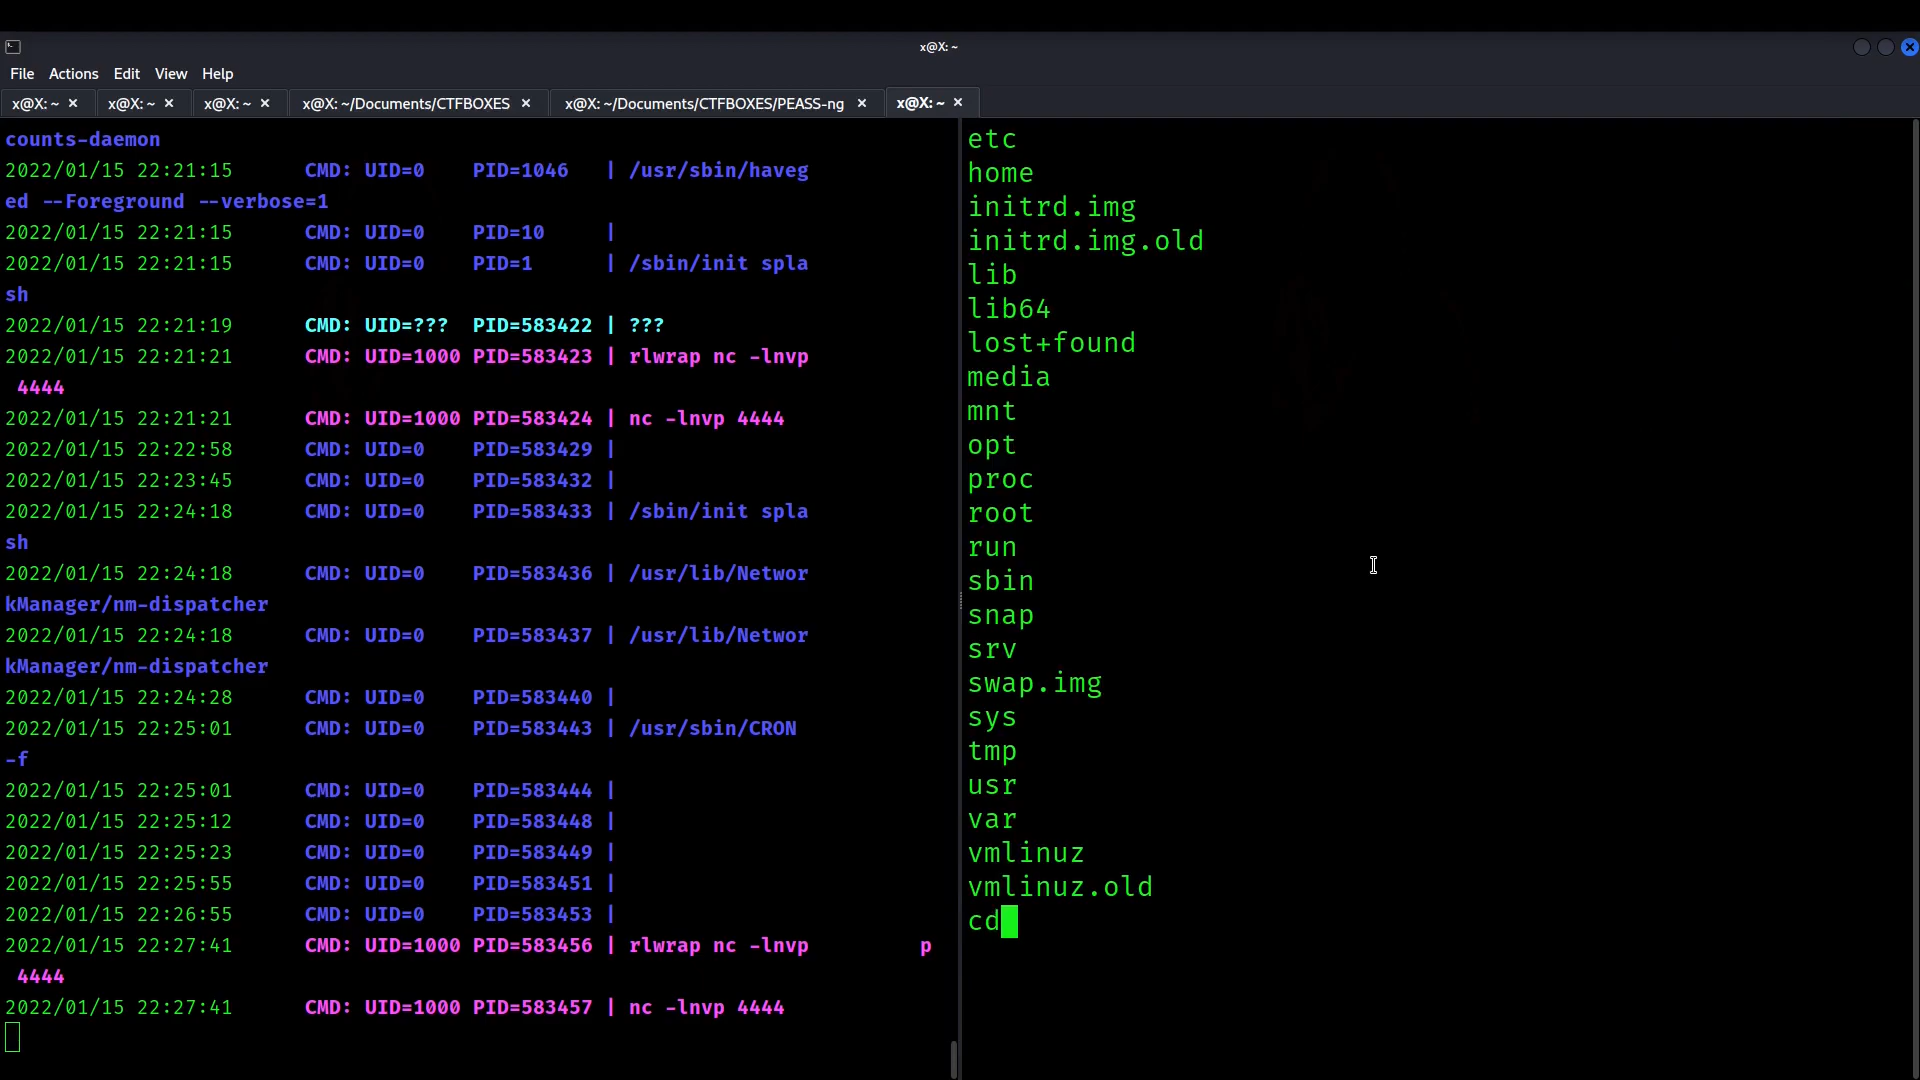 x@X: ~
File Actions Edit View Help
x@X: ~ × x@X: ~ × x@X: ~ × x@X: ~/Documents/CTFBOXES × x@X: ~/Documents/CTFBOXES/PEASS-ng × x@X: ~ ×
counts-daemon
2022/01/15 22:21:15 CMD: UID=0 PID=1046 | /usr/sbin/haveg
ed --Foreground --verbose=1
2022/01/15 22:21:15 CMD: UID=0 PID=10 |
2022/01/15 22:21:15 CMD: UID=0 PID=1 | /sbin/init spla
sh
2022/01/15 22:21:19 CMD: UID=??? PID=583422 | ???
2022/01/15 22:21:21 CMD: UID=1000 PID=583423 | rlwrap nc -lnvp
4444
2022/01/15 22:21:21 CMD: UID=1000 PID=583424 | nc -lnvp 4444
2022/01/15 22:22:58 CMD: UID=0 PID=583429 |
2022/01/15 22:23:45 CMD: UID=0 PID=583432 |
2022/01/15 22:24:18 CMD: UID=0 PID=583433 | /sbin/init spla
sh
2022/01/15 22:24:18 CMD: UID=0 PID=583436 | /usr/lib/Networ
kManager/nm-dispatcher
2022/01/15 22:24:18 CMD: UID=0 PID=583437 | /usr/lib/Networ
kManager/nm-dispatcher
2022/01/15 22:24:28 CMD: UID=0 PID=583440 |
2022/01/15 22:25:01 CMD: UID=0 PID=583443 | /usr/sbin/CRON
-f
2022/01/15 22:25:01 CMD: UID=0 PID=583444 |
2022/01/15 22:25:12 CMD: UID=0 PID=583448 |
2022/01/15 22:25:23 CMD: UID=0 PID=583449 |
2022/01/15 22:25:55 CMD: UID=0 PID=583451 |
2022/01/15 22:26:55 CMD: UID=0 PID=583453 |
2022/01/15 22:27:41 CMD: UID=1000 PID=583456 | rlwrap nc -lnvp p
4444
2022/01/15 22:27:41 CMD: UID=1000 PID=583457 | nc -lnvp 4444
etc
home
initrd.img
initrd.img.old
lib
lib64
lost+found
media
mnt
opt
proc
root
run
sbin
snap
srv
swap.img
sys
tmp
usr
var
vmlinuz
vmlinuz.old
cd